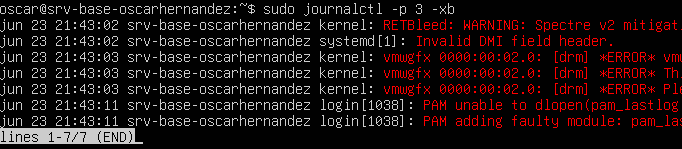 oscar@srv-base-oscarhernandez:~$ sudo journalctl -p 3 -xb
jun 23 21:43:02 srv-base-oscarhernandez kernel: RETBleed: WARNING: Spectre v2 mitigat
jun 23 21:43:02 srv-base-oscarhernandez systemd[1]: Invalid DMI field header.
jun 23 21:43:02 srv-base-oscarhernandez kernel: vmwgfx 0000:00:02.0: [drm] *ERROR* vmw
jun 23 21:43:02 srv-base-oscarhernandez kernel: vmwgfx 0000:00:02.0: [drm] *ERROR* Thi
jun 23 21:43:02 srv-base-oscarhernandez kernel: vmwgfx 0000:00:02.0: [drm] *ERROR* Ple
jun 23 21:43:11 srv-base-oscarhernandez login[1038]: PAM unable to dlopen(pam_lastlog
jun 23 21:43:11 srv-base-oscarhernandez login[1038]: PAM adding faulty module: pam_las
lines 1-7/7 (END)